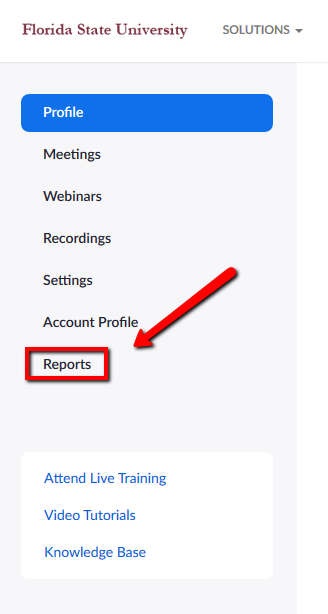 Florida State University
SOLUTIONS
Profile
Meetings
Webinars
Recordings
Settings
Account Profile
Reports
Attend Live Training
Video Tutorials
Knowledge Base